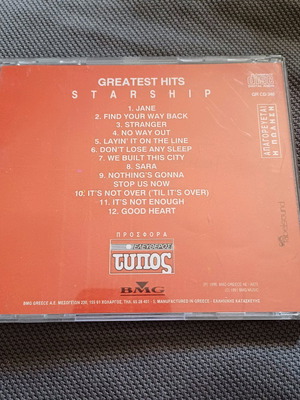 GREATEST HITS
STARSHIP
1. JANE
2. FIND YOUR WAY BACK
3. STRANGER
4. NO WAY OUT
5. LAYIN' IT ON THE LINE
6. DON'T LOSE ANY SLEEP
7. WE BUILT THIS CITY
8. SARA
9. NOTHING'S GONNA
STOP US NOW
10. IT'S NOT OVER ('TIL IT'S OVER)
11. IT'S NOT ENOUGH
12. GOOD HEART
ΠΡΟΣΦΟΡΑ
ΕΛΕΥΘΕΡΟΣ
ΤΥΠΟΣ
BMG
ΑΠΑΓΟΡΕΥΕΤΑΙ
Η ΠΩΛΗΣΗ